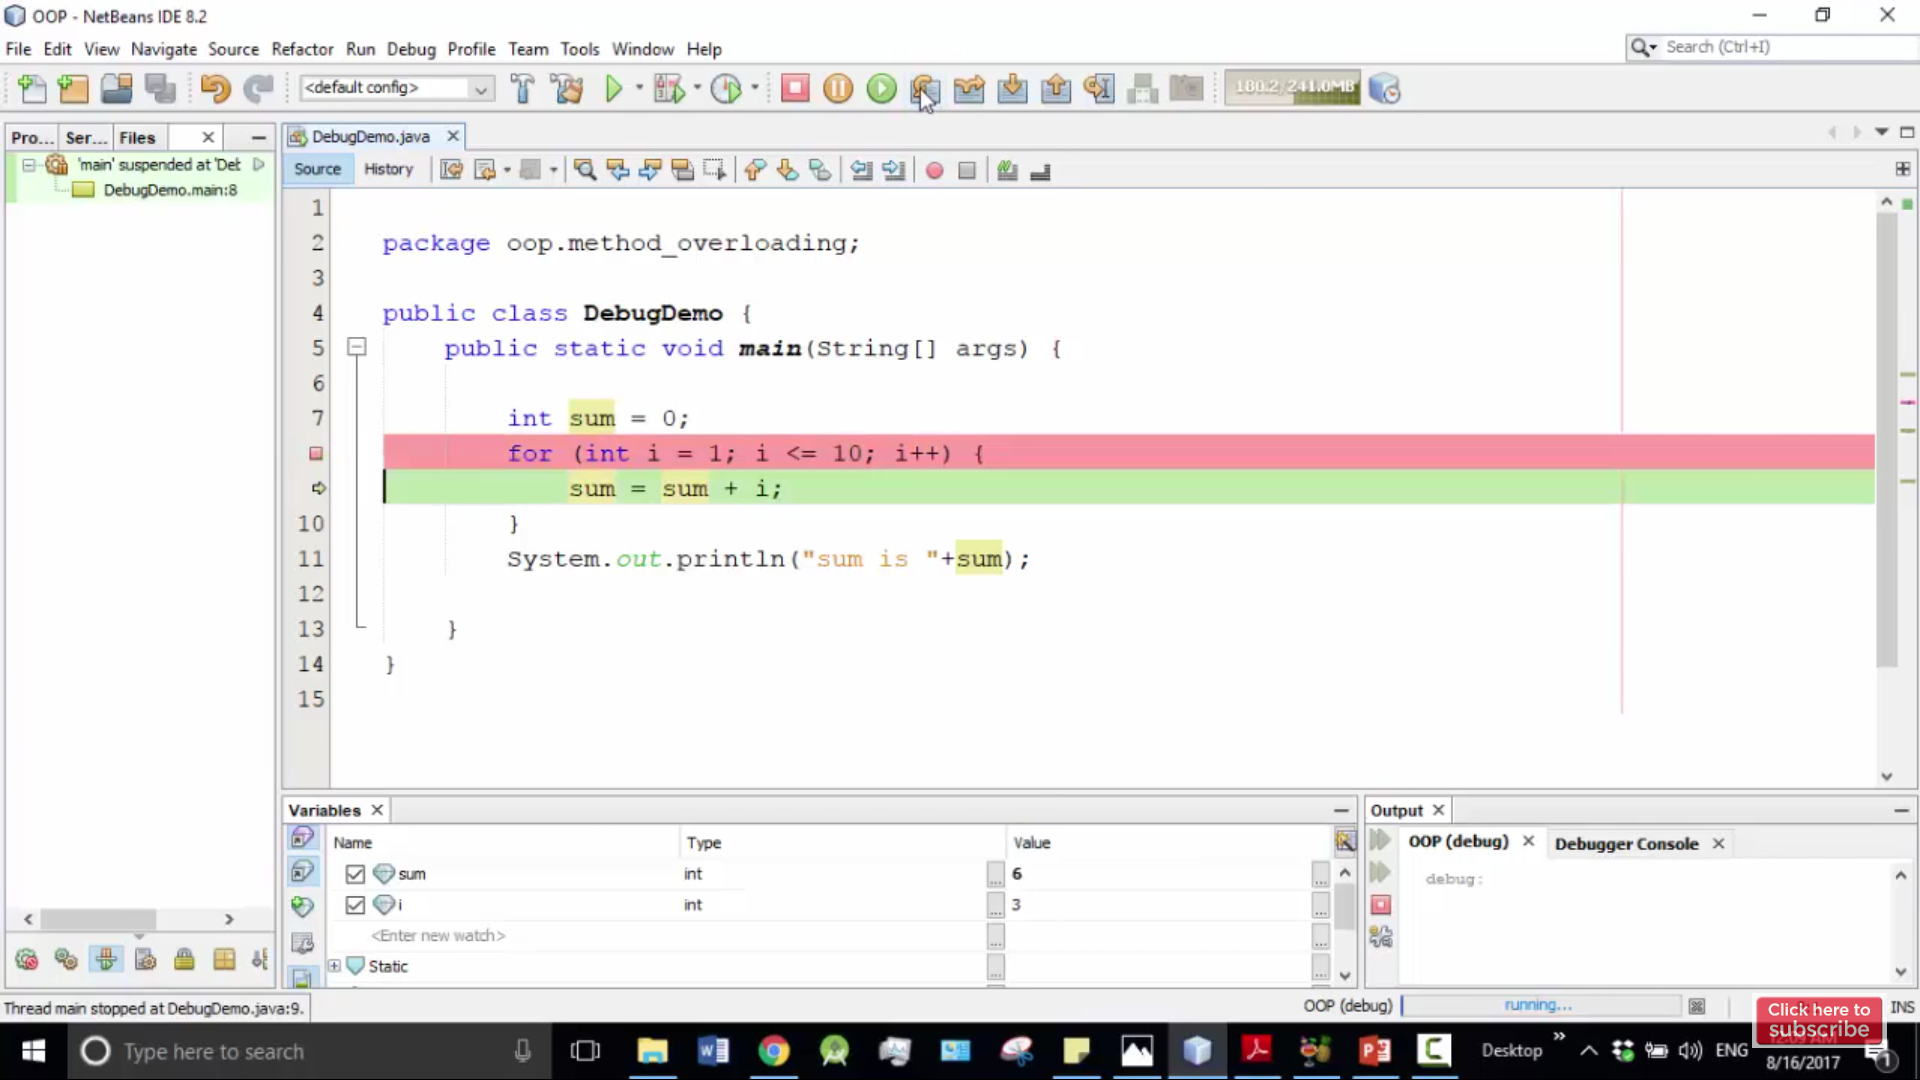 OOP - NetBeans IDE 8.2
File Edit View Navigate Source Refactor Run Debug Profile Team Tools Window Help
Search (Ctrl+I)
<default config>
180.2/241.0MB
Pro... Ser... Files
DebugDemo.java
'main' suspended at 'Deb
DebugDemo.main:8
Source History
1
2 package oop.method_overloading;
3
4 public class DebugDemo {
5 public static void main(String[] args) {
6
7 int sum = 0;
for (int i = 1; i <= 10; i++) {
sum = sum + i;
10 }
11 System.out.println("sum is "+sum);
12
13 }
14 }
15
Variables
Name Type Value
sum int ... 6 ...
i int ... 3 ...
<Enter new watch> ... ...
Static ... ...
Output
OOP (debug) Debugger Console
debug:
Thread main stopped at DebugDemo.java:9.
OOP (debug) running... INS
Click here to
subscribe
Type here to search
Desktop ENG
8/16/2017
1